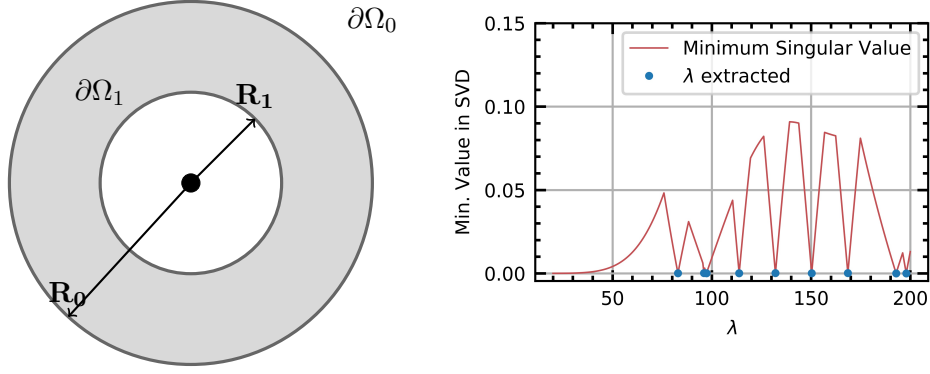 ∂Ω₀
∂Ω₁
R₁
R₀
Min. Value in SVD
0.15
0.10
0.05
0.00
Minimum Singular Value
λ extracted
50 100 150 200
λ